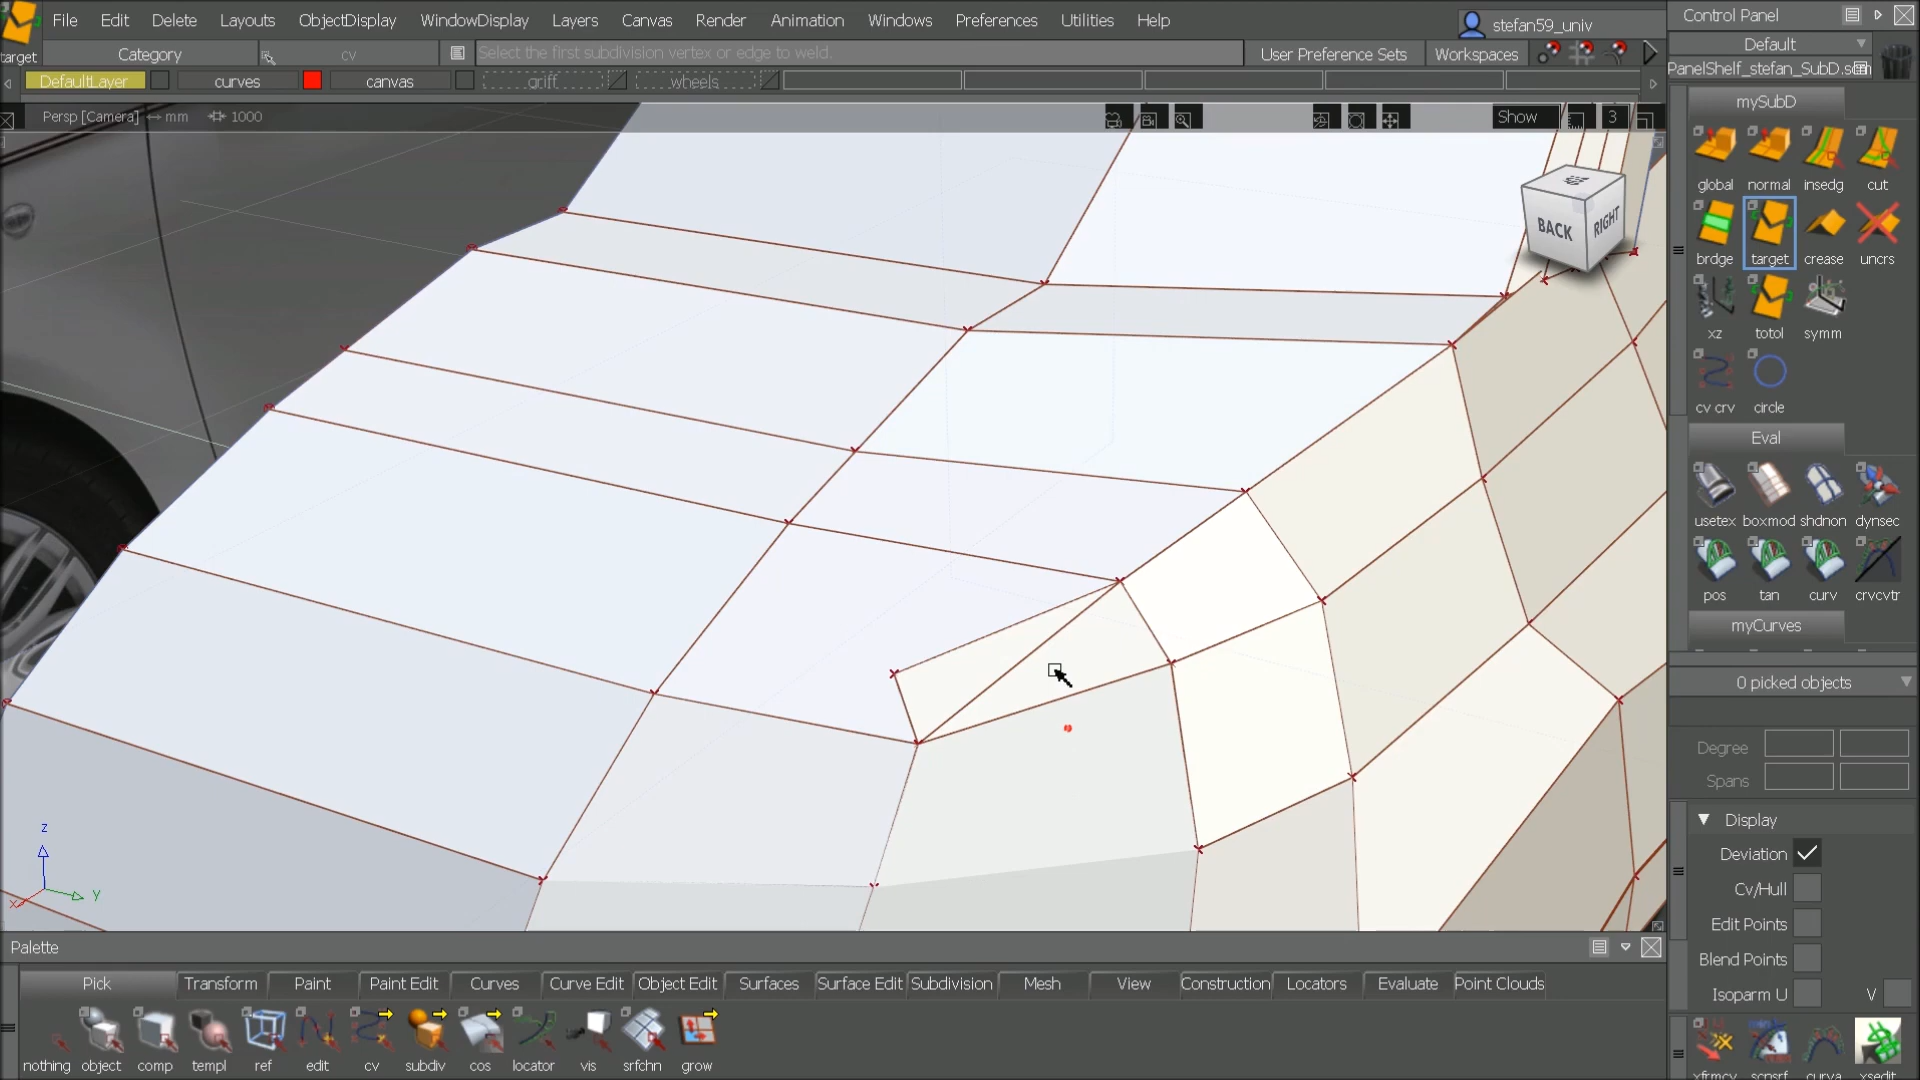 File Edit Delete Layouts ObjectDisplay WindowDisplay Layers Canvas Render Animation Windows Preferences Utilities Help
stefan59_univ
target
Category
cv
Select the first subdivision vertex or edge to weld.
User Preference Sets
Workspaces
DefaultLayer
curves
canvas
griff
wheels
Persp [Camera] mm 1000
Show
3
BACK
RIGHT
z
x
y
Control Panel
Default
mySubD
global normal insedg cut
brdge target crease uncrs
xz totol symm
cv crv circle
Eval
usetex boxmod shdnon dynsec
pos tan curv crvcvtr
myCurves
0 picked objects
Degree
Spans
Display
Deviation
Cv/Hull
Edit Points
Blend Points
Isoparm U V
Palette
Pick Transform Paint Paint Edit Curves Curve Edit Object Edit Surfaces Surface Edit Subdivision Mesh View Construction Locators Evaluate Point Clouds
nothing object comp templ ref edit cv subdiv cos locator vis srfchn grow